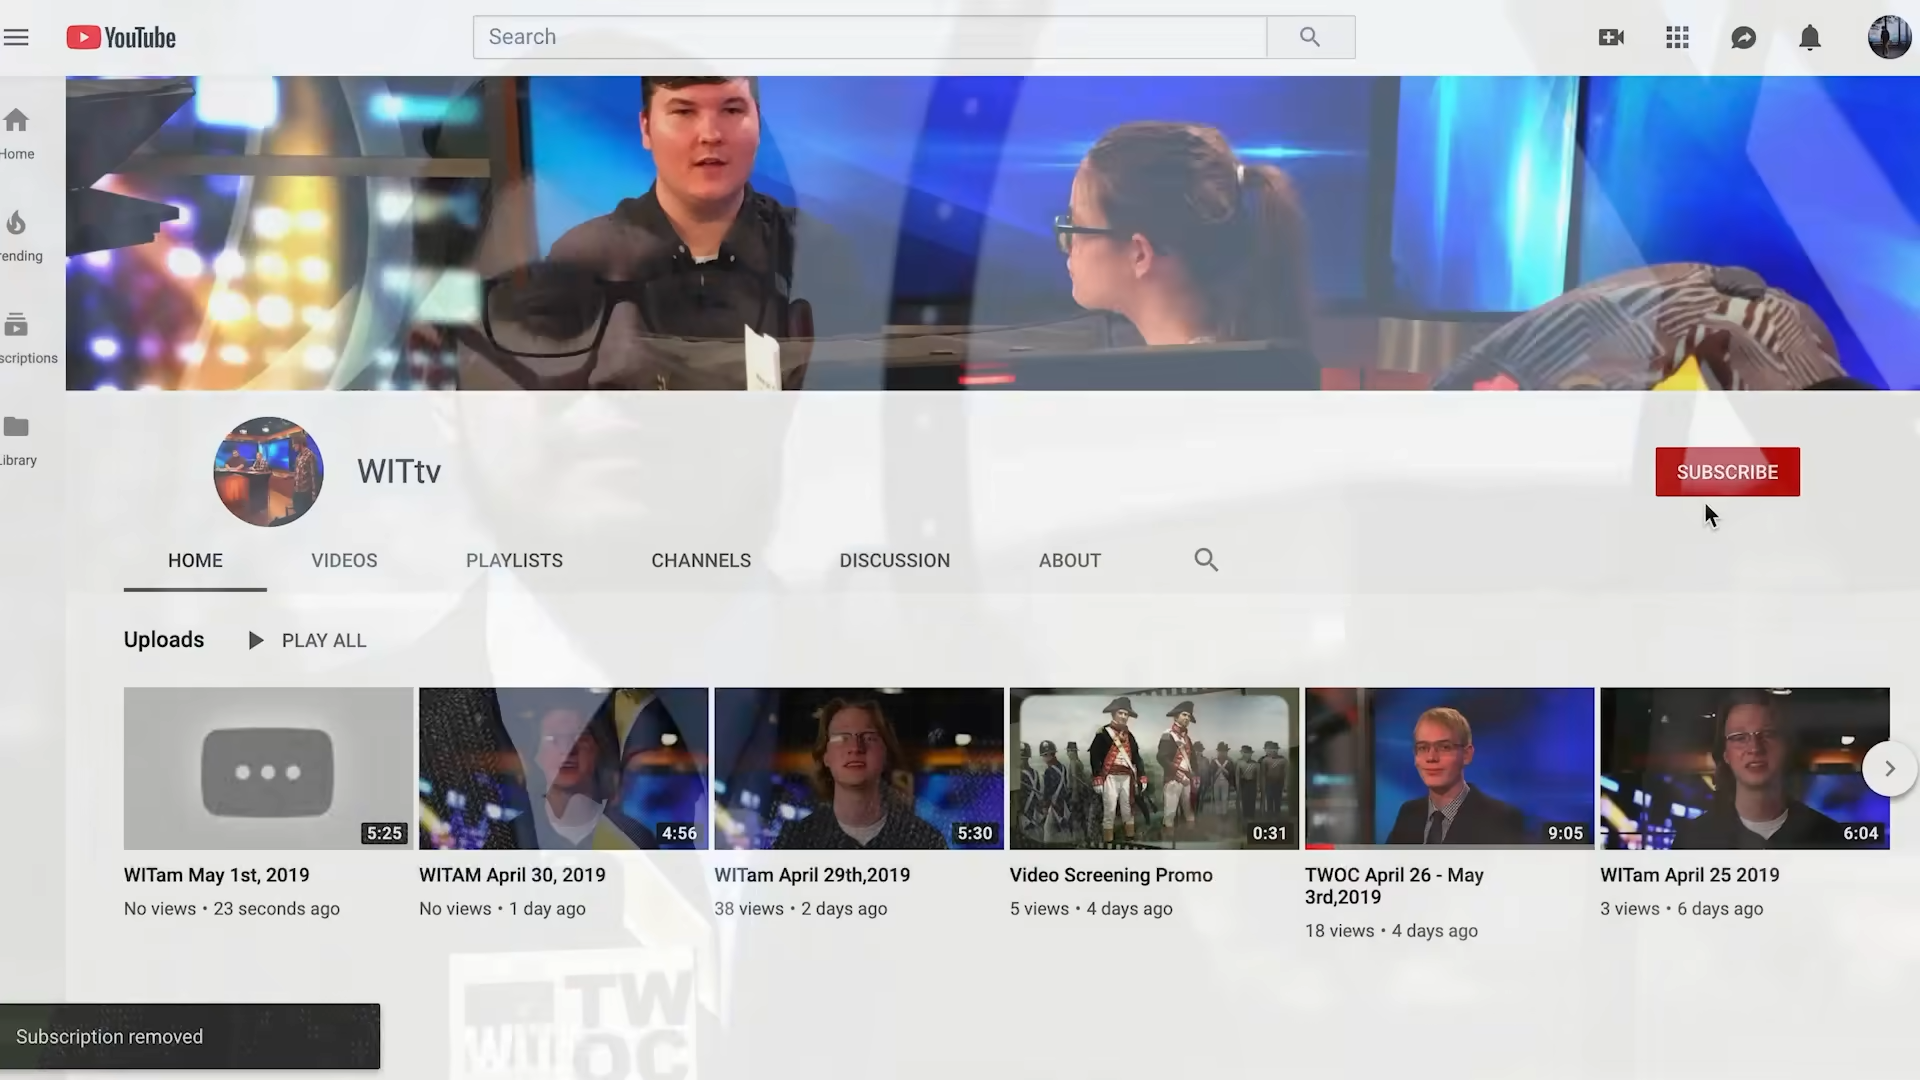 YouTube
Search
Home
rending
scriptions
Library
WITtv
SUBSCRIBE
HOME
VIDEOS
PLAYLISTS
CHANNELS
DISCUSSION
ABOUT
Uploads
PLAY ALL
5:25
4:56
5:30
0:31
9:05
6:04
WITam May 1st, 2019
No views • 23 seconds ago
WITAM April 30, 2019
No views • 1 day ago
WITam April 29th,2019
38 views • 2 days ago
Video Screening Promo
5 views • 4 days ago
TWOC April 26 - May
3rd,2019
18 views • 4 days ago
WITam April 25 2019
3 views • 6 days ago
Subscription removed
TW
OC